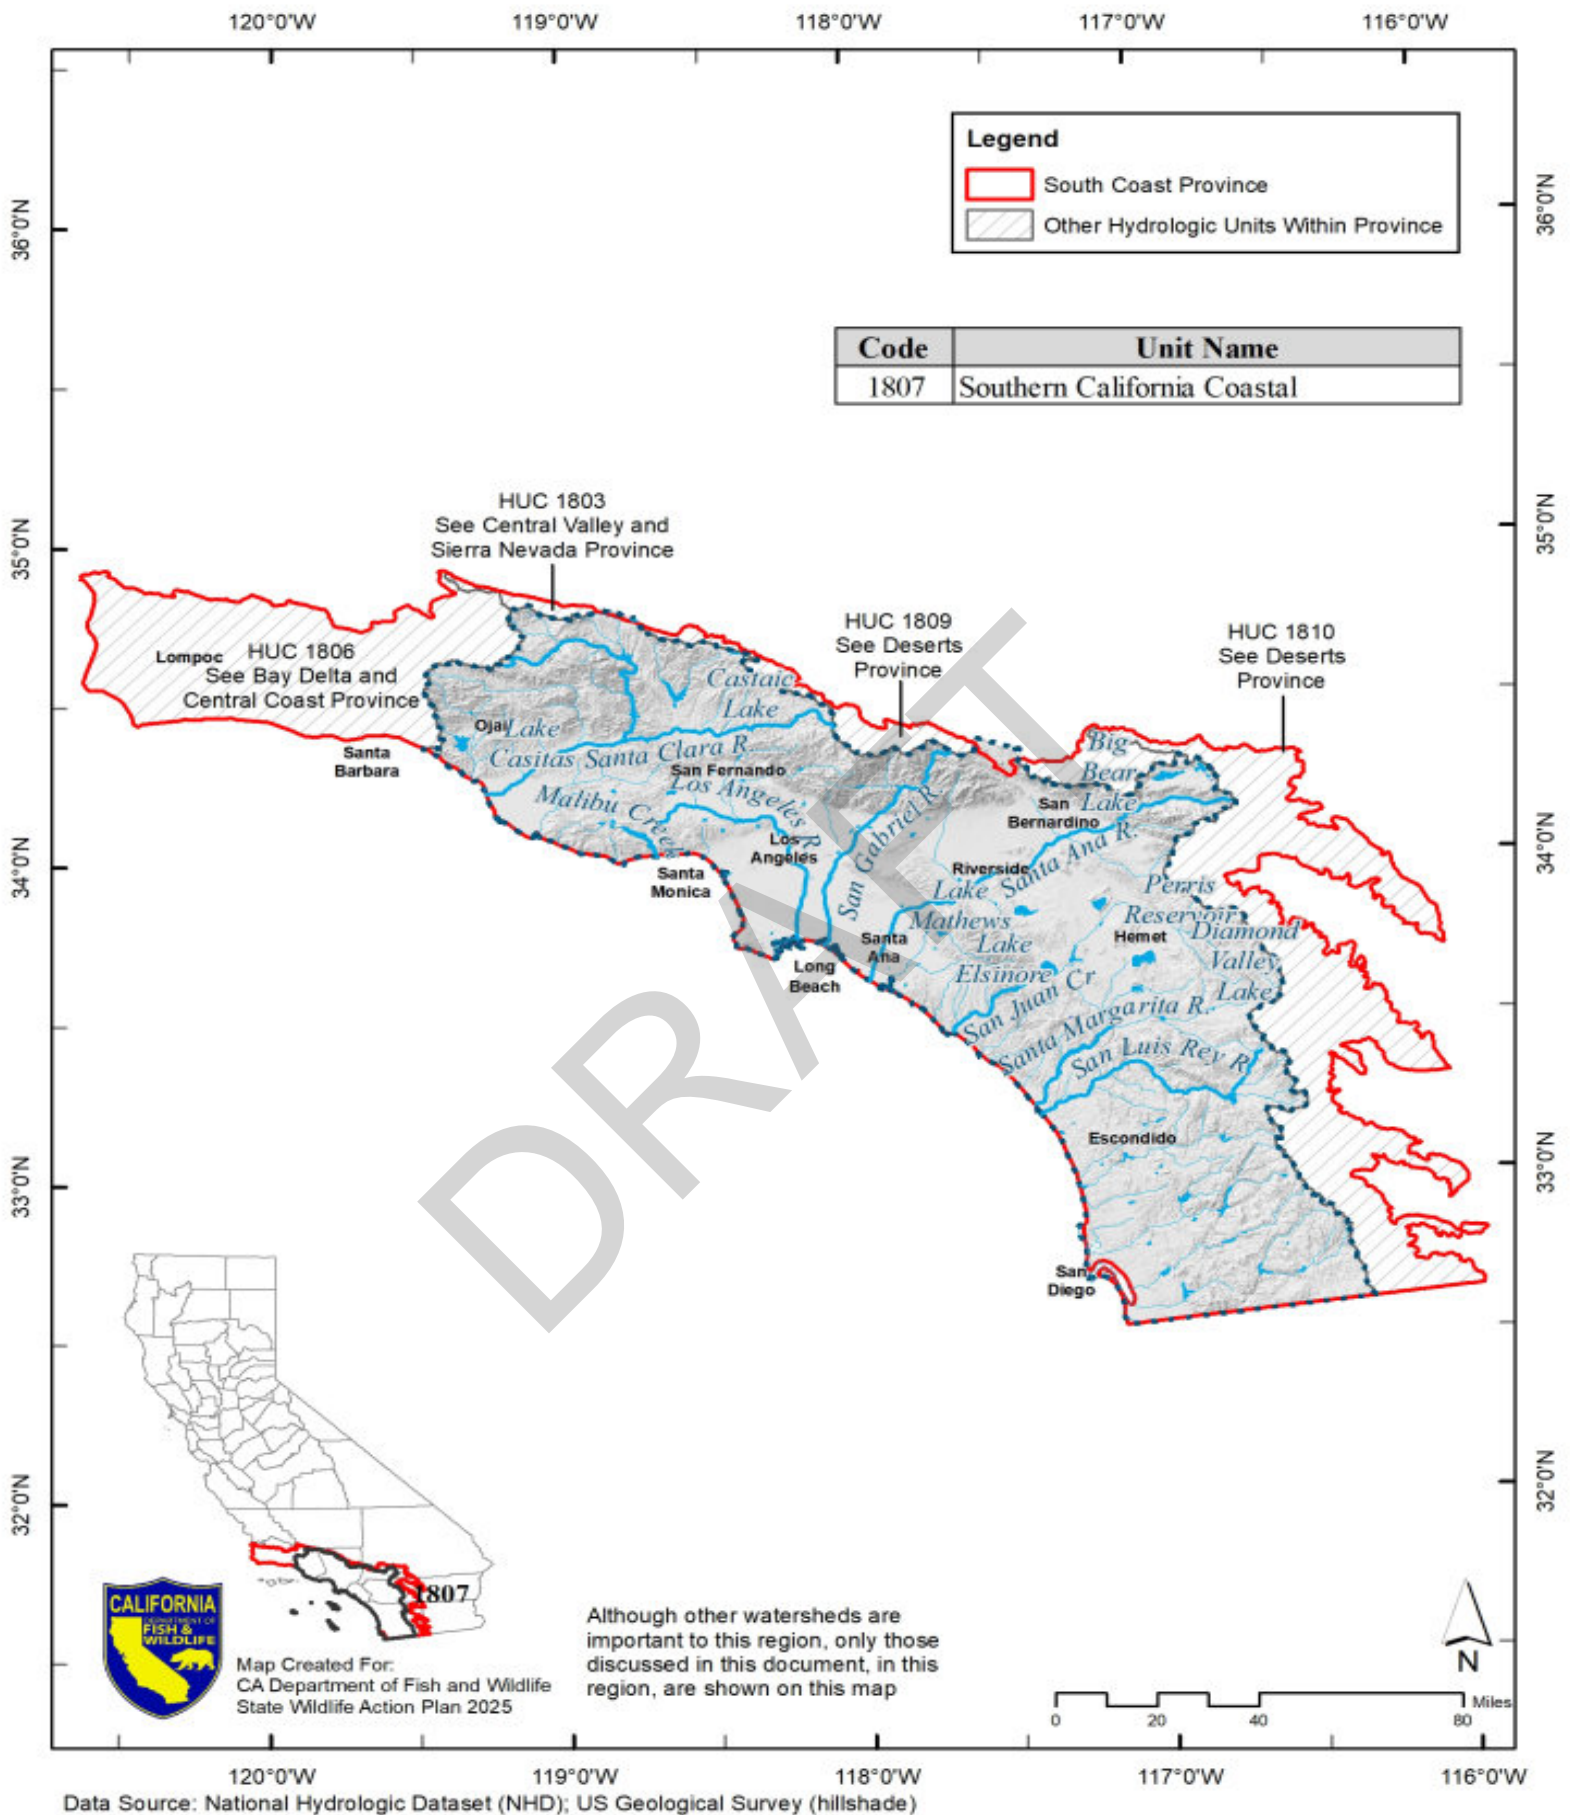 120°0'W 119°0'W 118°0'W 117°0'W 116°0'W
Legend
South Coast Province
Other Hydrologic Units Within Province
36°0'N
36°0'N
Code Unit Name
1807 Southern California Coastal
35°0'N
35°0'N
HUC 1803
See Central Valley and
Sierra Nevada Province
HUC 1809
See Deserts
Province
HUC 1810
See Deserts
Province
Lompoc
HUC 1806
See Bay Delta and
Central Coast Province
Castaic
Lake
Ojai
Lake
Casitas
Santa Clara R.
Santa
Barbara
San Fernando
Big
Bear
Lake
Malibu Creek
Los Angeles R.
San Gabriel R.
San
Bernardino
Los
Angeles
34°0'N
34°0'N
Santa
Monica
Riverside
Santa Ana R.
Lake
Mathews
Perris
Reservoir
Hemet
Diamond
Valley
Lake
Santa
Ana
Long
Beach
Lake
Elsinore
San Juan Cr
Santa Margarita R.
San Luis Rey R
Escondido
33°0'N
33°0'N
San
Diego
DRAFT
32°0'N
32°0'N
1807
CALIFORNIA
DEPARTMENT OF
FISH &
WILDLIFE
Map Created For:
CA Department of Fish and Wildlife
State Wildlife Action Plan 2025
Although other watersheds are
important to this region, only those
discussed in this document, in this
region, are shown on this map
N
Miles
0 20 40 80
120°0'W 119°0'W 118°0'W 117°0'W 116°0'W
Data Source: National Hydrologic Dataset (NHD); US Geological Survey (hillshade)